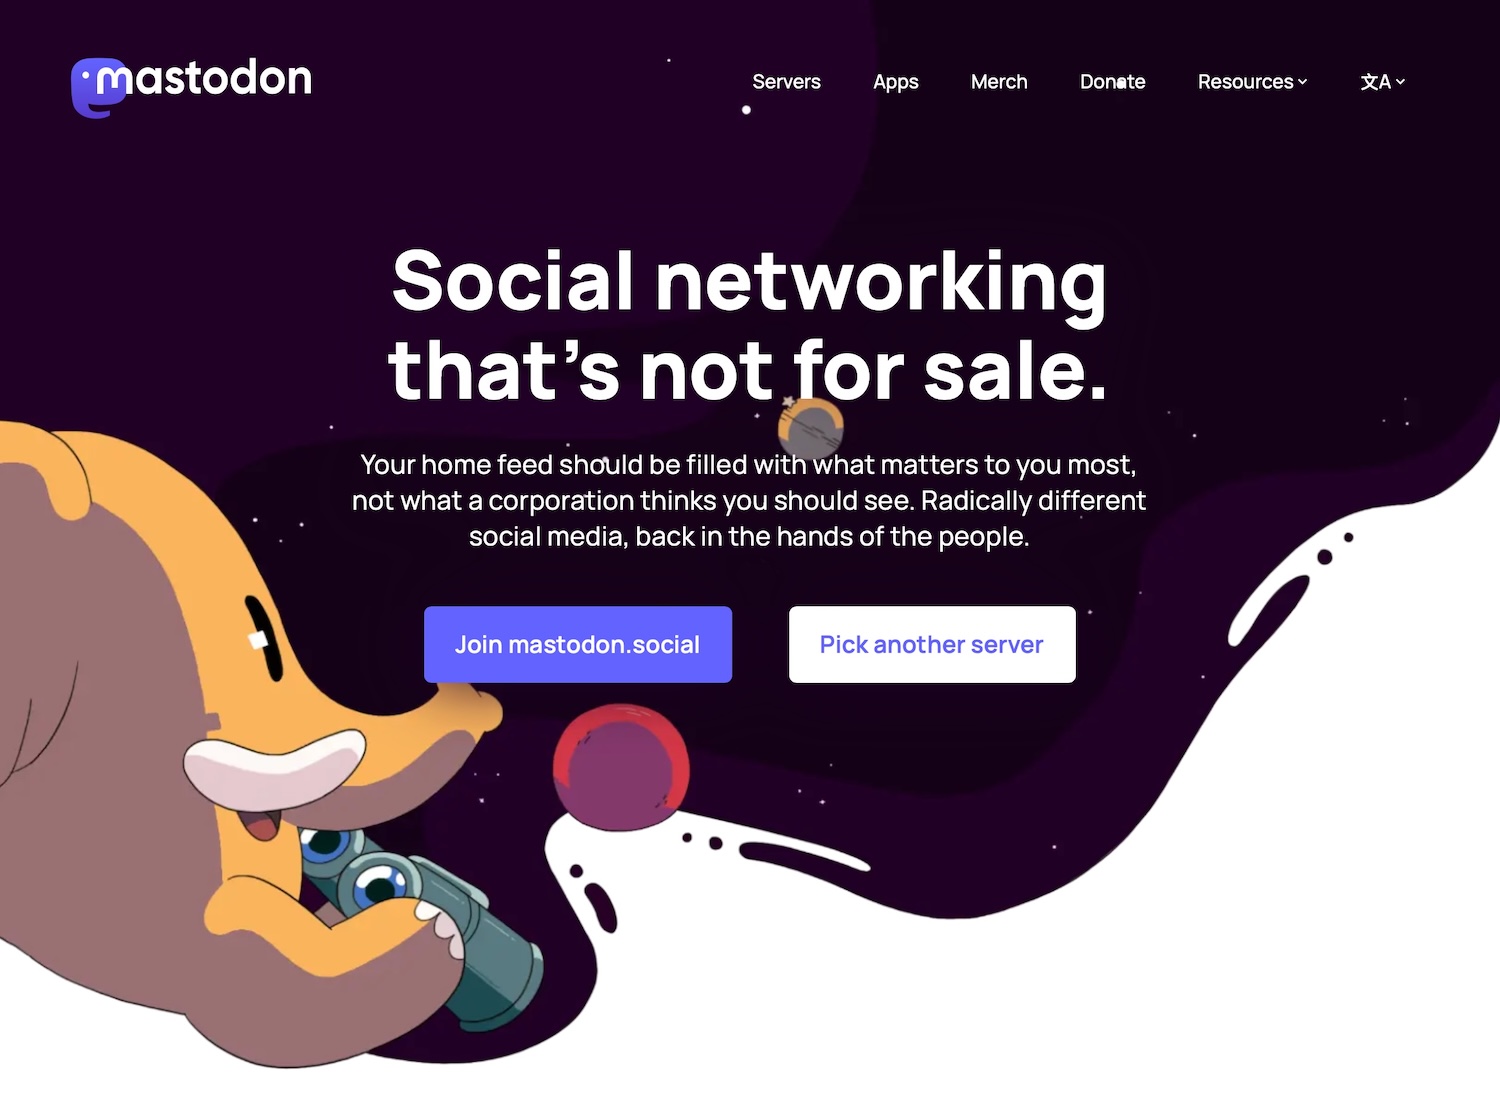 mastodon
Servers
Apps
Merch
Donate
Resources
文A
Social networking
that’s not for sale.
Your home feed should be filled with what matters to you most,
not what a corporation thinks you should see. Radically different
social media, back in the hands of the people.
Join mastodon.social
Pick another server